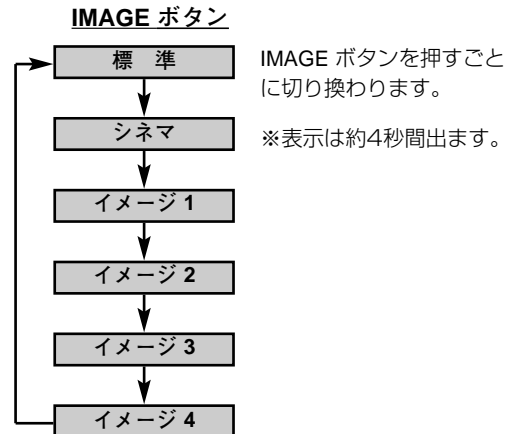 IMAGE ボタン
標　準
シネマ
イメージ 1
イメージ 2
イメージ 3
イメージ 4
IMAGE ボタンを押すごと
に切り換わります。
※表示は約4秒間出ます。